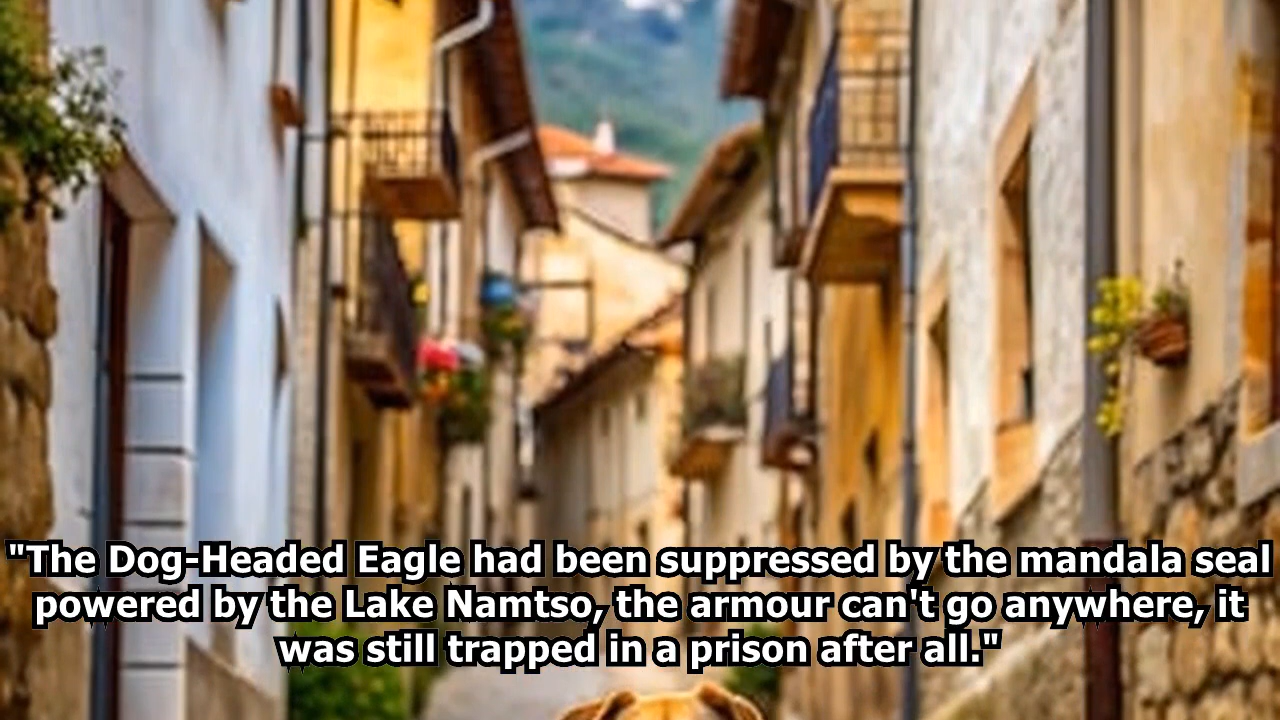 "The Dog-Headed Eagle had been suppressed by the mandala seal
powered by the Lake Namtso, the armour can't go anywhere, it
was still trapped in a prison after all."